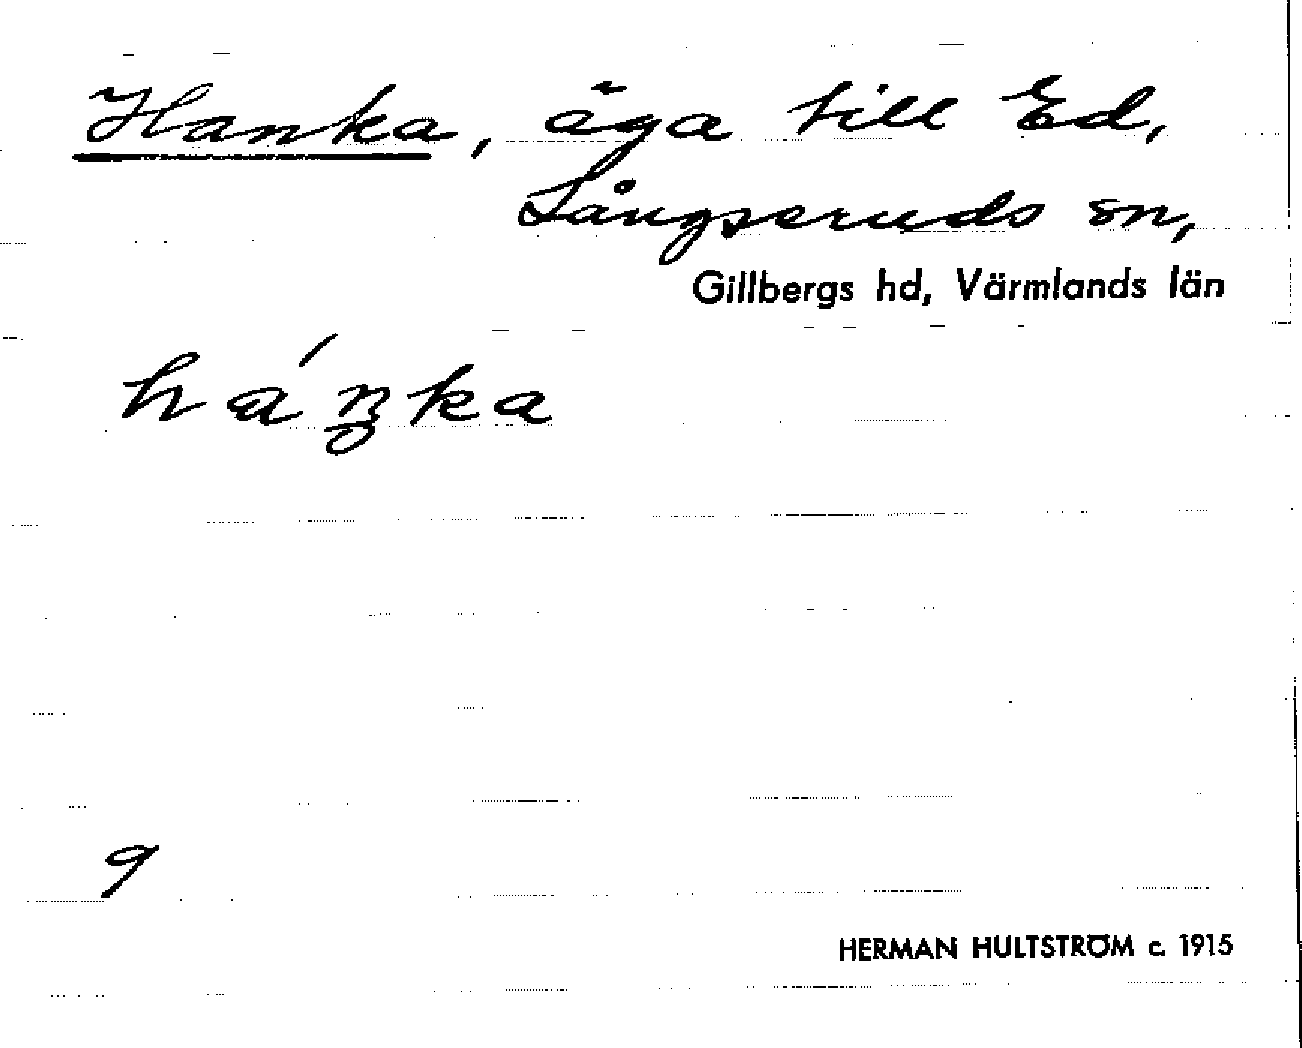 Hanka, äga till Ed,
Långseruds sn,
Gillbergs hd, Värmlands län
háŋka
9
HERMAN HULTSTRÖM c. 1915